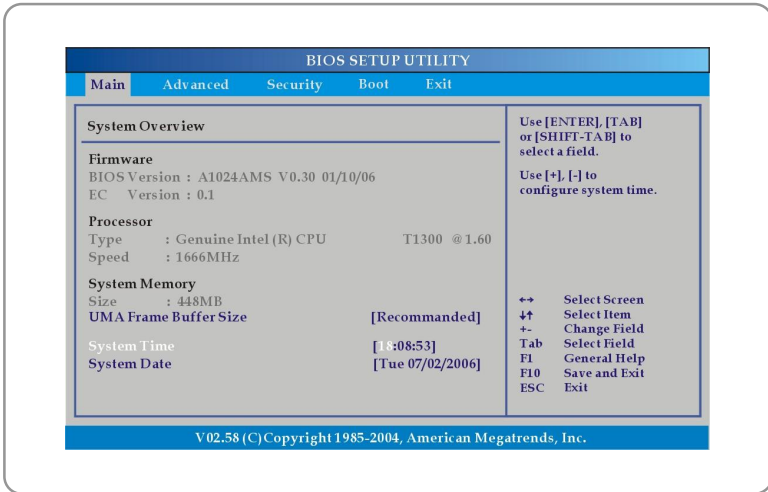 BIOS SETUP UTILITY
Main Advanced Security Boot Exit
System Overview
Firmware
BIOS Version : A1024AMS V0.30 01/10/06
EC Version : 0.1
Processor
Type : Genuine Intel (R) CPU T1300 @1.60
Speed : 1666MHz
System Memory
Size : 448MB
UMA Frame Buffer Size [Recommanded]
System Time [18:08:53]
System Date [Tue 07/02/2006]
Use [ENTER], [TAB]
or [SHIFT-TAB] to
select a field.
Use [+], [-] to
configure system time.
←→ Select Screen
↓↑ Select Item
+- Change Field
Tab Select Field
F1 General Help
F10 Save and Exit
ESC Exit
V02.58 (C)Copyright 1985-2004, American Megatrends, Inc.